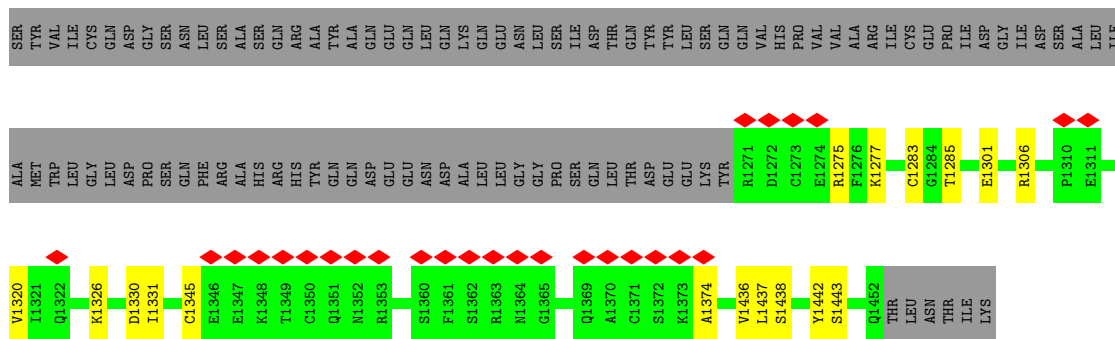 SER TYR VAL ILE CYS GLN ASP GLY SER ASN LEU SER ALA SER GLN ARG ALA TYR ALA GLN GLU GLN LEU GLN LYS GLN GLU ASN LEU SER ILE ASP THR GLN TYR TYR LEU SER GLN GLN VAL HIS PRO VAL VAL ALA ARG ILE CYS GLU PRO ILE ASP GLY ILE ASP SER ALA LEU ILE
ALA MET TRP LEU GLY LEU ASP PRO SER GLN PHE ARG ALA HIS ARG HIS TYR GLN GLN ASP GLU GLU ASN ASP ALA LEU LEU GLY GLY PRO SER GLN LEU THR ASP GLU GLU LYS TYR R1271 D1272 C1273 E1274 R1275 F1276 K1277 C1283 G1284 T1285 E1301 R1306 P1310 E1311
V1320 I1321 Q1322 K1326 D1330 I1331 C1345 E1346 E1347 K1348 T1349 C1350 Q1351 N1352 R1353 S1360 F1361 S1362 R1363 N1364 G1365 Q1369 A1370 C1371 S1372 K1373 A1374 V1436 L1437 S1438 Y1442 S1443 Q1452 THR LEU ASN THR ILE LYS